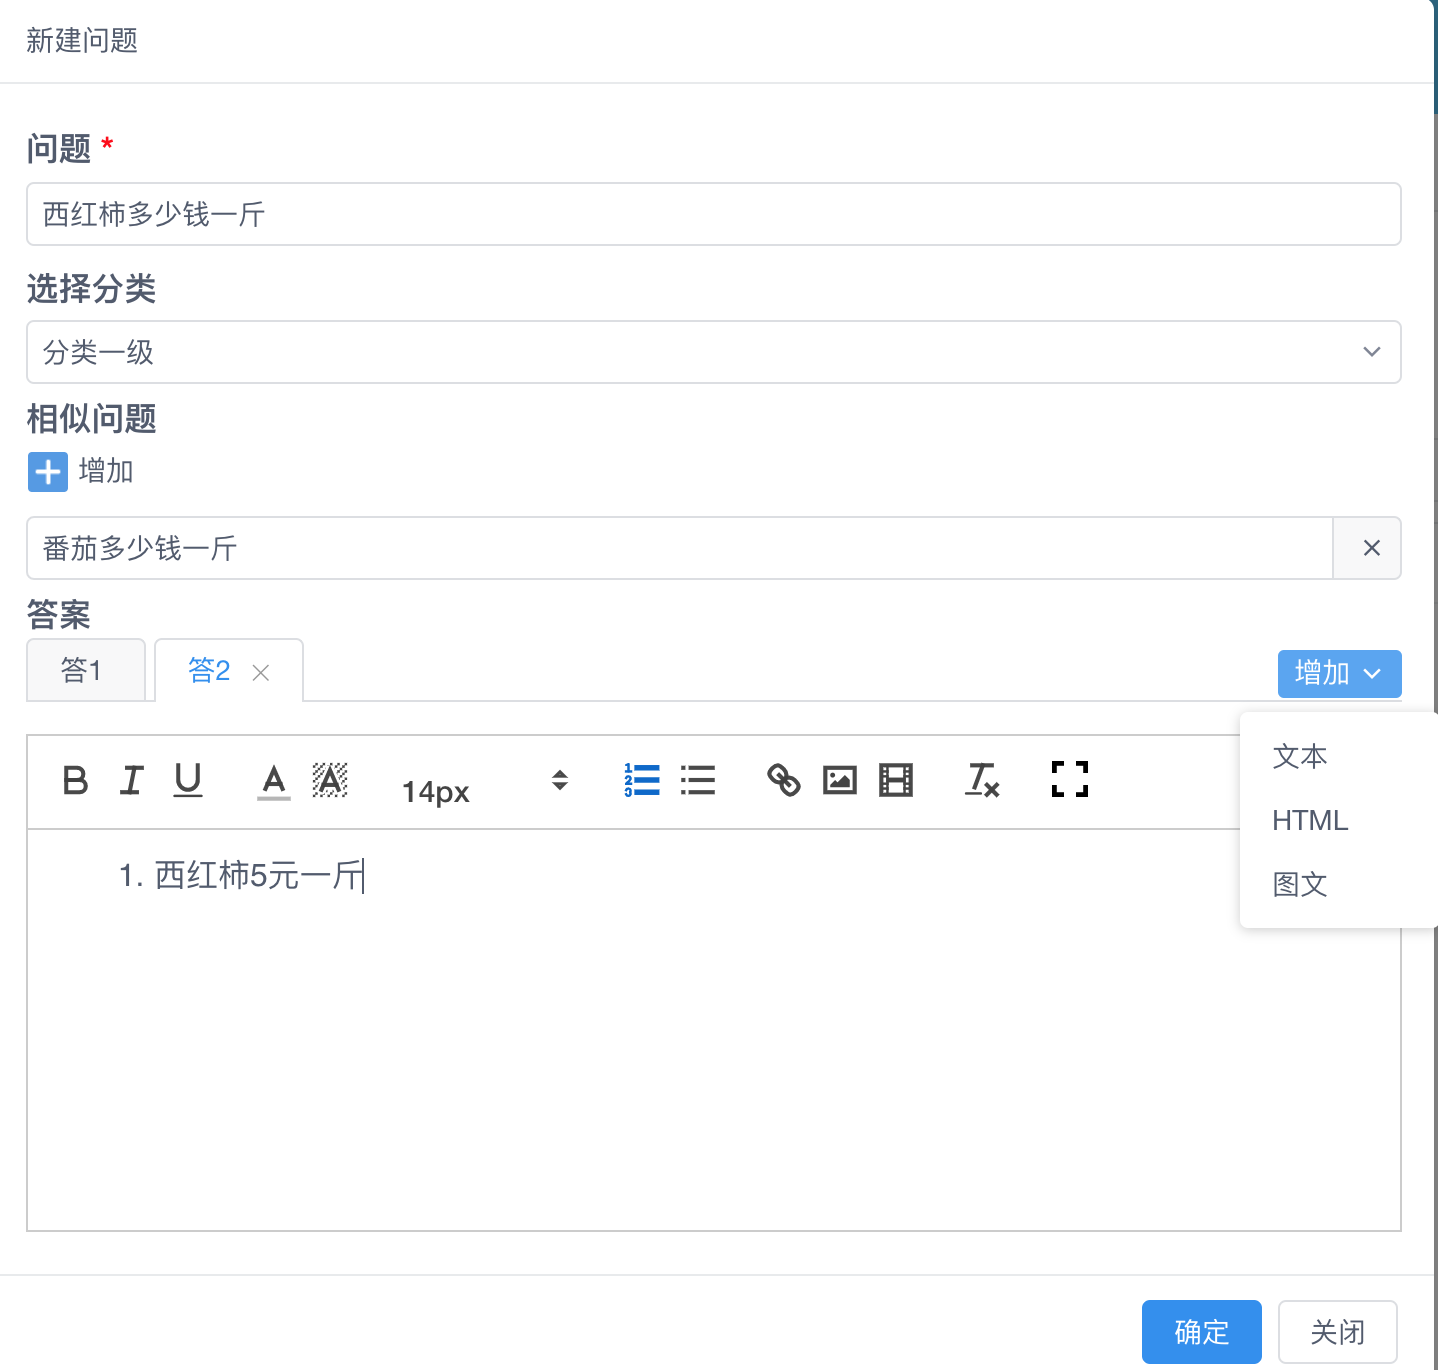 新建问题
问题 *
西红柿多少钱一斤
选择分类
分类一级
相似问题
增加
番茄多少钱一斤
答案
答1 答2 增加
文本
HTML
图文
14px
1. 西红柿5元一斤
确定 关闭